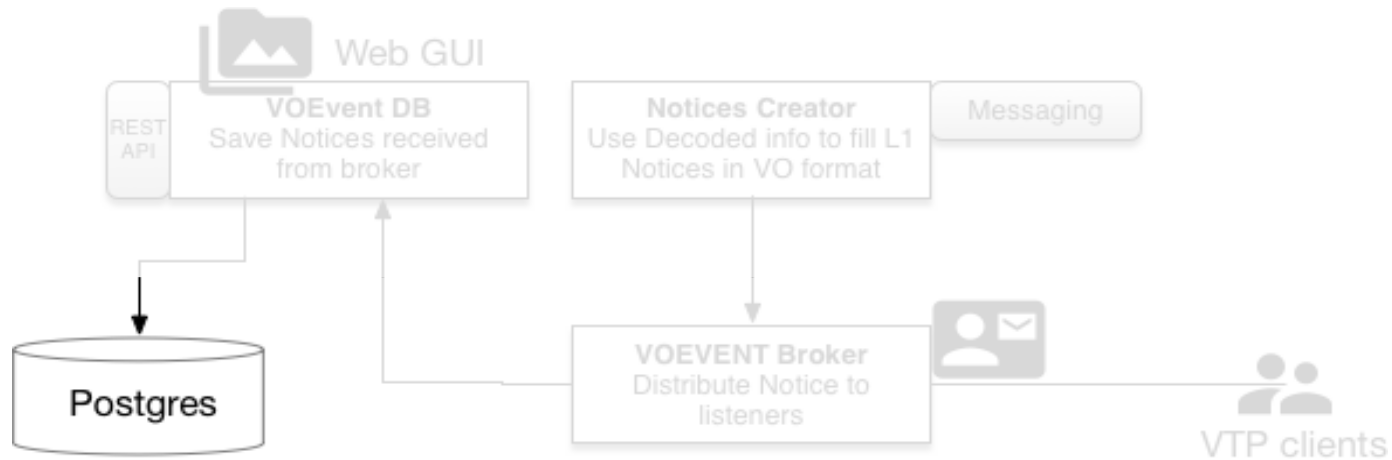 Web GUI
REST
API
VOEvent DB
Save Notices received
from broker
Notices Creator
Use Decoded info to fill L1
Notices in VO format
Messaging
VOEVENT Broker
Distribute Notice to
listeners
Postgres
VTP clients